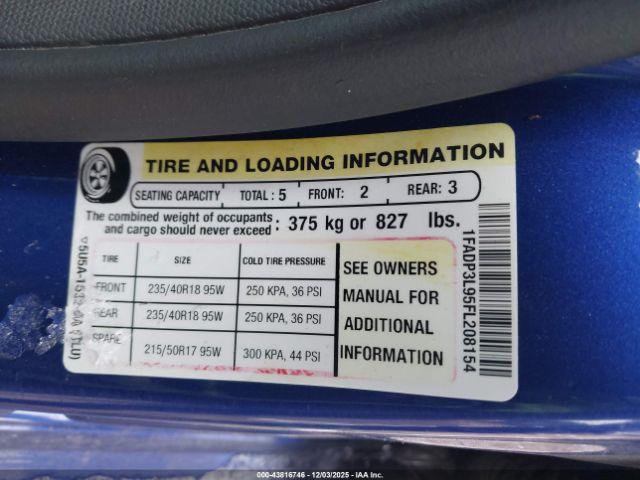 TIRE AND LOADING INFORMATION
SEATING CAPACITY TOTAL : 5 FRONT: 2 REAR: 3
The combined weight of occupants and cargo should never exceed : 375 kg or 827 lbs.
TIRE SIZE COLD TIRE PRESSURE
FRONT 235/40R18 95W 250 KPA, 36 PSI
REAR 235/40R18 95W 250 KPA, 36 PSI
SPARE 215/50R17 95W 300 KPA, 44 PSI
SEE OWNERS
MANUAL FOR
ADDITIONAL
INFORMATION
1FADP3L95FL208154
000-43816746 - 12/03/2025 - IAA Inc.